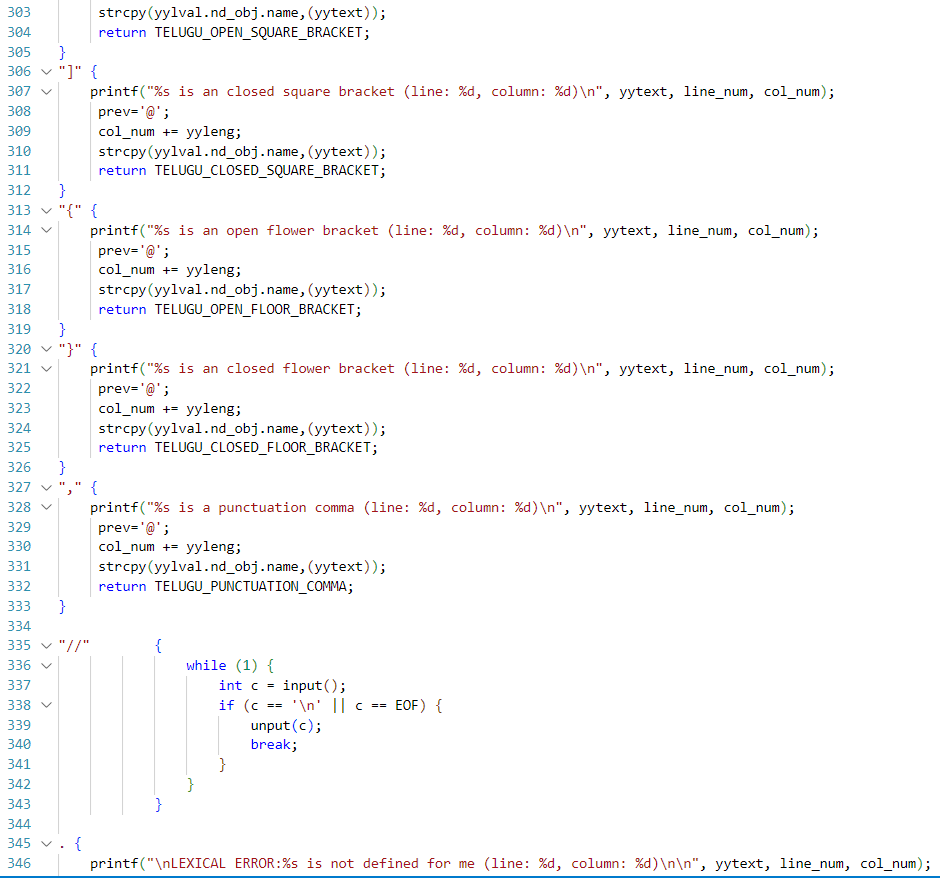 303 strcpy(yylval.nd_obj.name,(yytext));
304 return TELUGU_OPEN_SQUARE_BRACKET;
305 }
306 "]" {
307 printf("%s is an closed square bracket (line: %d, column: %d)\n", yytext, line_num, col_num);
308 prev='@';
309 col_num += yyleng;
310 strcpy(yylval.nd_obj.name,(yytext));
311 return TELUGU_CLOSED_SQUARE_BRACKET;
312 }
313 "{" {
314 printf("%s is an open flower bracket (line: %d, column: %d)\n", yytext, line_num, col_num);
315 prev='@';
316 col_num += yyleng;
317 strcpy(yylval.nd_obj.name,(yytext));
318 return TELUGU_OPEN_FLOOR_BRACKET;
319 }
320 "}" {
321 printf("%s is an closed flower bracket (line: %d, column: %d)\n", yytext, line_num, col_num);
322 prev='@';
323 col_num += yyleng;
324 strcpy(yylval.nd_obj.name,(yytext));
325 return TELUGU_CLOSED_FLOOR_BRACKET;
326 }
327 "," {
328 printf("%s is a punctuation comma (line: %d, column: %d)\n", yytext, line_num, col_num);
329 prev='@';
330 col_num += yyleng;
331 strcpy(yylval.nd_obj.name,(yytext));
332 return TELUGU_PUNCTUATION_COMMA;
333 }
334
335 "//" {
336 while (1) {
337 int c = input();
338 if (c == '\n' || c == EOF) {
339 unput(c);
340 break;
341 }
342 }
343 }
344
345 . {
346 printf("\nLEXICAL ERROR:%s is not defined for me (line: %d, column: %d)\n\n", yytext, line_num, col_num);